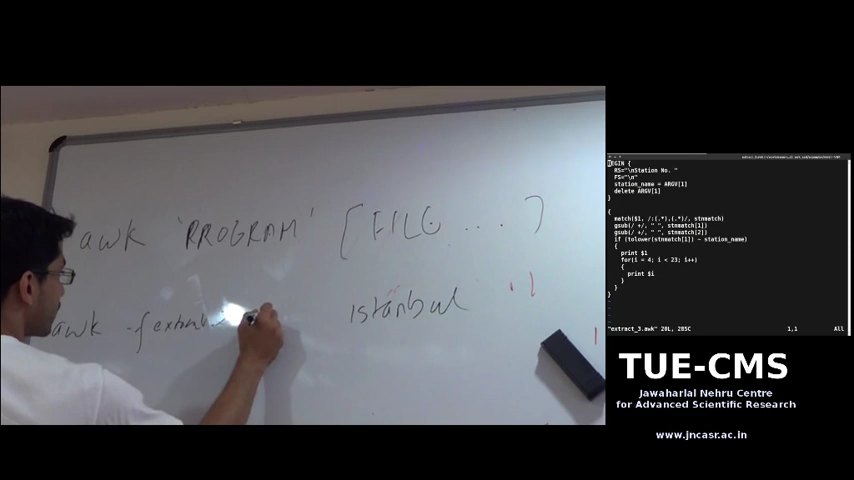 awk 'PROGRAM' [FILE ....]
awk -f extra istanbul
BEGIN {
RS="\nStation No. "
FS="\n"
station_name = ARGV[1]
delete ARGV[1]
}
{
match($1, /:(.*),(.*)/, stnmatch)
gsub(/ +/, " ", stnmatch[1])
gsub(/ +/, " ", stnmatch[2])
if (tolower(stnmatch[1]) ~ station_name)
{
print $1
for(i = 4; i < 23; i++)
{
print $i
}
}
}
"extract_3.awk" 20L, 285C 1,1 All
TUE-CMS
Jawaharlal Nehru Centre
for Advanced Scientific Research
www.jncasr.ac.in